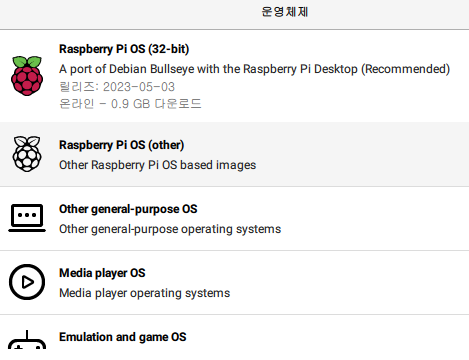 운영체제
Raspberry Pi OS (32-bit)
A port of Debian Bullseye with the Raspberry Pi Desktop (Recommended)
릴리즈: 2023-05-03
온라인 - 0.9 GB 다운로드
Raspberry Pi OS (other)
Other Raspberry Pi OS based images
Other general-purpose OS
Other general-purpose operating systems
Media player OS
Media player operating systems
Emulation and game OS